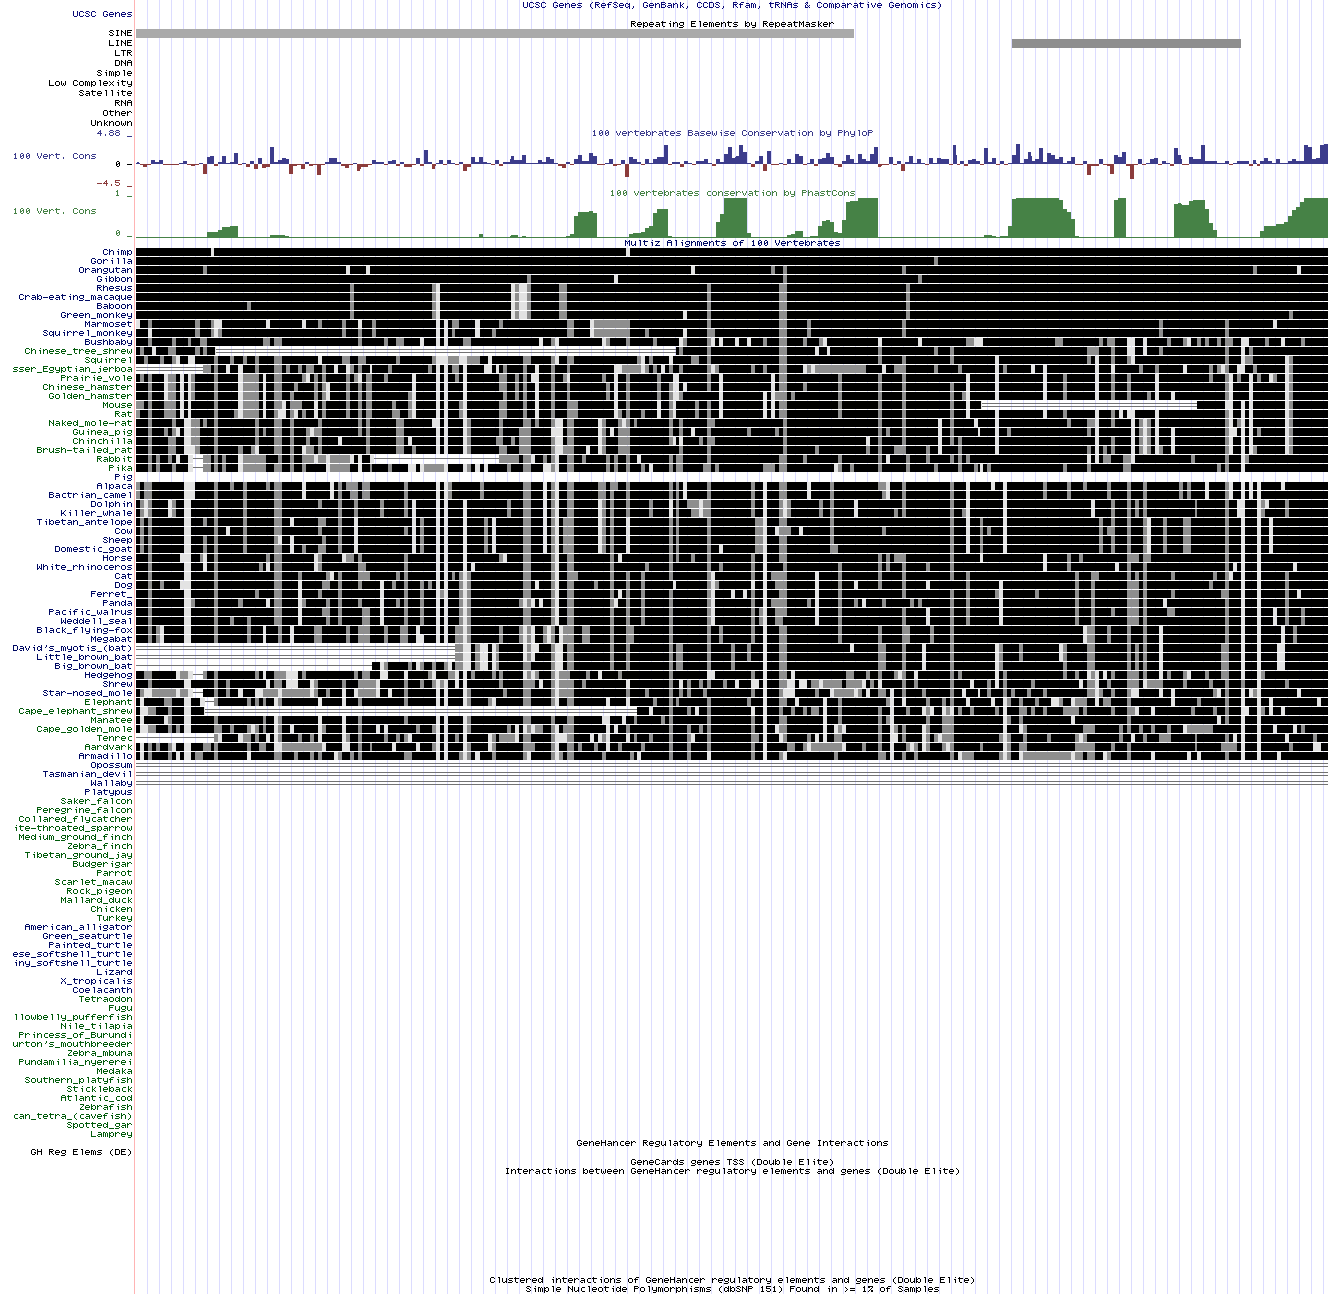 UCSC Genes (RefSeq, GenBank, CCDS, Rfam, tRNAs & Comparative Genomics)
UCSC Genes
Repeating Elements by RepeatMasker
SINE
LINE
LTR
DNA
Simple
Low Complexity
Satellite
RNA
Other
Unknown
4.88 _
100 vertebrates Basewise Conservation by PhyloP
100 Vert. Cons
0 _
-4.5 _
1 _
100 vertebrates conservation by PhastCons
100 Vert. Cons
0 _
Multiz Alignments of 100 Vertebrates
Chimp
Gorilla
Orangutan
Gibbon
Rhesus
Crab-eating_macaque
Baboon
Green_monkey
Marmoset
Squirrel_monkey
Bushbaby
Chinese_tree_shrew
Squirrel
sser_Egyptian_jerboa
Prairie_vole
Chinese_hamster
Golden_hamster
Mouse
Rat
Naked_mole-rat
Guinea_pig
Chinchilla
Brush-tailed_rat
Rabbit
Pika
Pig
Alpaca
Bactrian_camel
Dolphin
Killer_whale
Tibetan_antelope
Cow
Sheep
Domestic_goat
Horse
White_rhinoceros
Cat
Dog
Ferret_
Panda
Pacific_walrus
Weddell_seal
Black_flying-fox
Megabat
David's_myotis_(bat)
Little_brown_bat
Big_brown_bat
Hedgehog
Shrew
Star-nosed_mole
Elephant
Cape_elephant_shrew
Manatee
Cape_golden_mole
Tenrec
Aardvark
Armadillo
Opossum
Tasmanian_devil
Wallaby
Platypus
Saker_falcon
Peregrine_falcon
Collared_flycatcher
ite-throated_sparrow
Medium_ground_finch
Zebra_finch
Tibetan_ground_jay
Budgerigar
Parrot
Scarlet_macaw
Rock_pigeon
Mallard_duck
Chicken
Turkey
American_alligator
Green_seaturtle
Painted_turtle
ese_softshell_turtle
iny_softshell_turtle
Lizard
X_tropicalis
Coelacanth
Tetraodon
Fugu
llowbelly_pufferfish
Nile_tilapia
Princess_of_Burundi
urton's_mouthbreeder
Zebra_mbuna
Pundamilia_nyererei
Medaka
Southern_platyfish
Stickleback
Atlantic_cod
Zebrafish
can_tetra_(cavefish)
Spotted_gar
Lamprey
GeneHancer Regulatory Elements and Gene Interactions
GH Reg Elems (DE)
GeneCards genes TSS (Double Elite)
Interactions between GeneHancer regulatory elements and genes (Double Elite)
Clustered interactions of GeneHancer regulatory elements and genes (Double Elite)
Simple Nucleotide Polymorphisms (dbSNP 151) Found in >= 1% of Samples